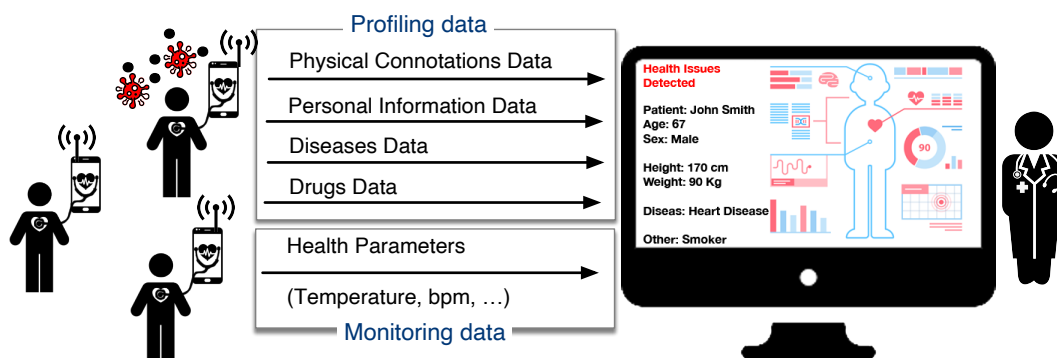 Profiling data
Physical Connotations Data
Personal Information Data
Diseases Data
Drugs Data
Health Parameters
(Temperature, bpm, …)
Monitoring data
Health Issues
Detected
Patient: John Smith
Age: 67
Sex: Male
Height: 170 cm
Weight: 90 Kg
Diseas: Heart Disease
Other: Smoker
90